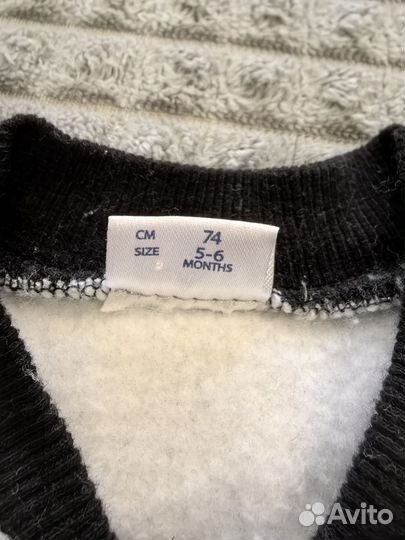 CM 74
SIZE 5-6
MONTHS
Avito